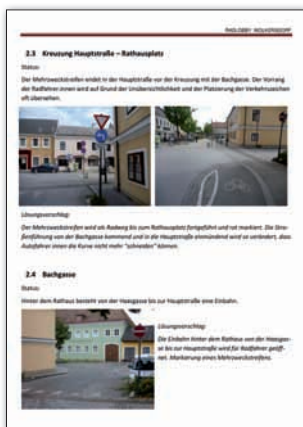 RADLOBBY WOLKERSDORF
2.3 Kreuzung Hauptstraße – Rathausplatz
Status:
Der Mehrzweckstreifen endet in der Hauptstraße vor der Kreuzung mit der Bachgasse. Der Vorrang
der Radfahrer innen wird auf Grund der Unübersichtlichkeit und der Platzierung der Verkehrszeichen
oft übersehen.
Lösungsvorschlag:
Der Mehrzweckstreifen wird als Radweg bis zum Rathausplatz fortgeführt und rot markiert. Die Stra-
ßenführung von der Bachgasse kommend und in die Hauptstraße einmündend wird so verändert, dass
Autofahrer innen die Kurve nicht mehr "schneiden" können.
2.4 Bachgasse
Status:
Hinter dem Rathaus besteht von der Haasgasse bis zur Hauptstraße eine Einbahn.
Lösungsvorschlag:
Die Einbahn hinter dem Rathaus von der Haasgas-
se bis zur Hauptstraße wird für Radfahrer geöff-
net. Markierung eines Mehrzweckstreifens.